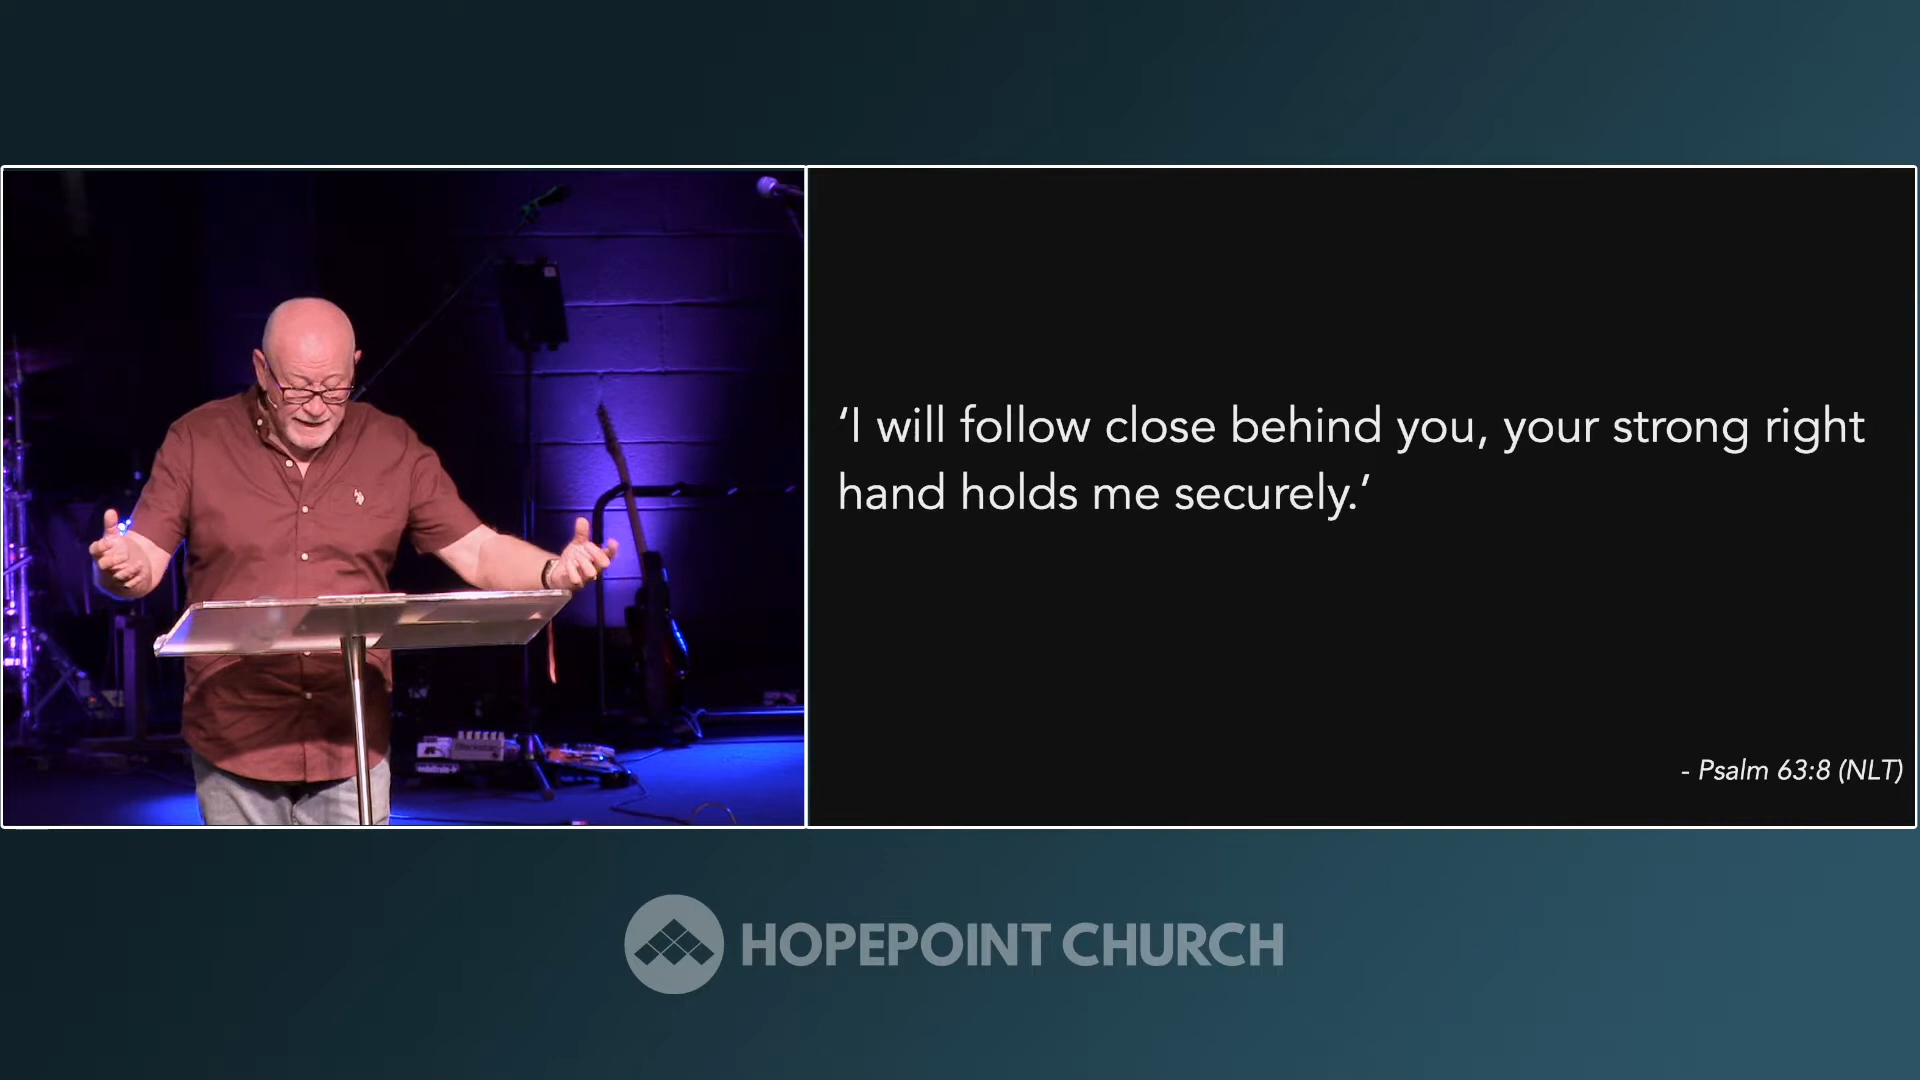 ‘I will follow close behind you, your strong right
hand holds me securely.’
- Psalm 63:8 (NLT)
HOPEPOINT CHURCH